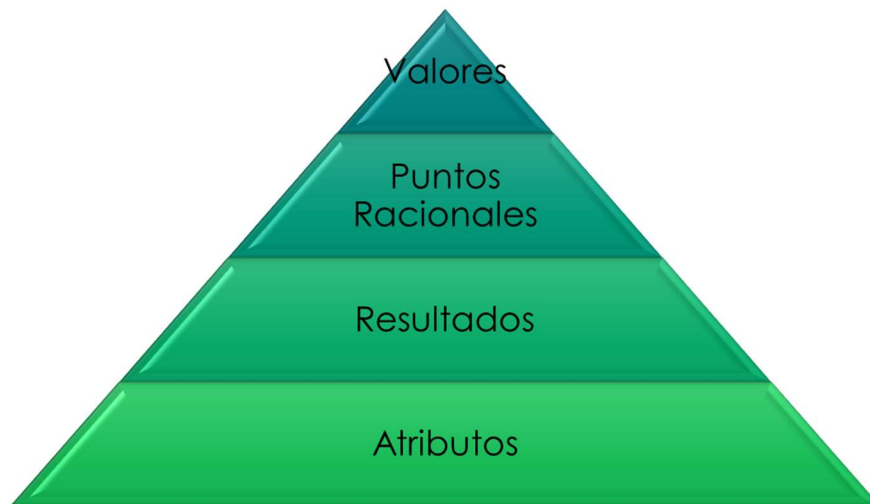 Valores
Puntos
Racionales
Resultados
Atributos